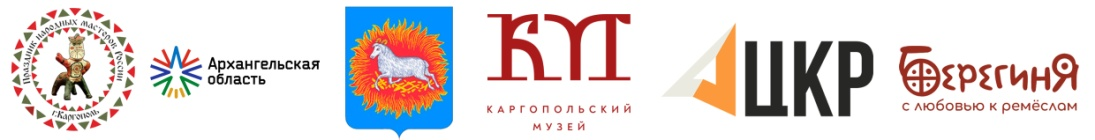 Праздник народных мастеров России
г.Каргополь
Архангельская
область
КМ
КАРГОПОЛЬСКИЙ
МУЗЕЙ
ЦКР
БЕРЕГИНЯ
с любовью к ремёслам